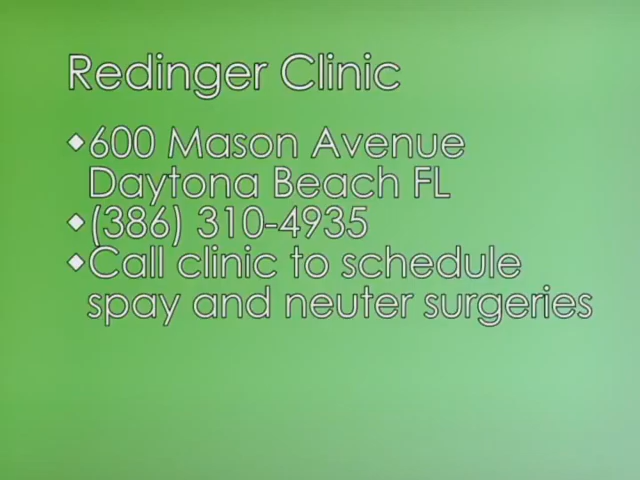 Redinger Clinic
◆600 Mason Avenue
Daytona Beach FL
◆(386) 310-4935
◆Call clinic to schedule
spay and neuter surgeries